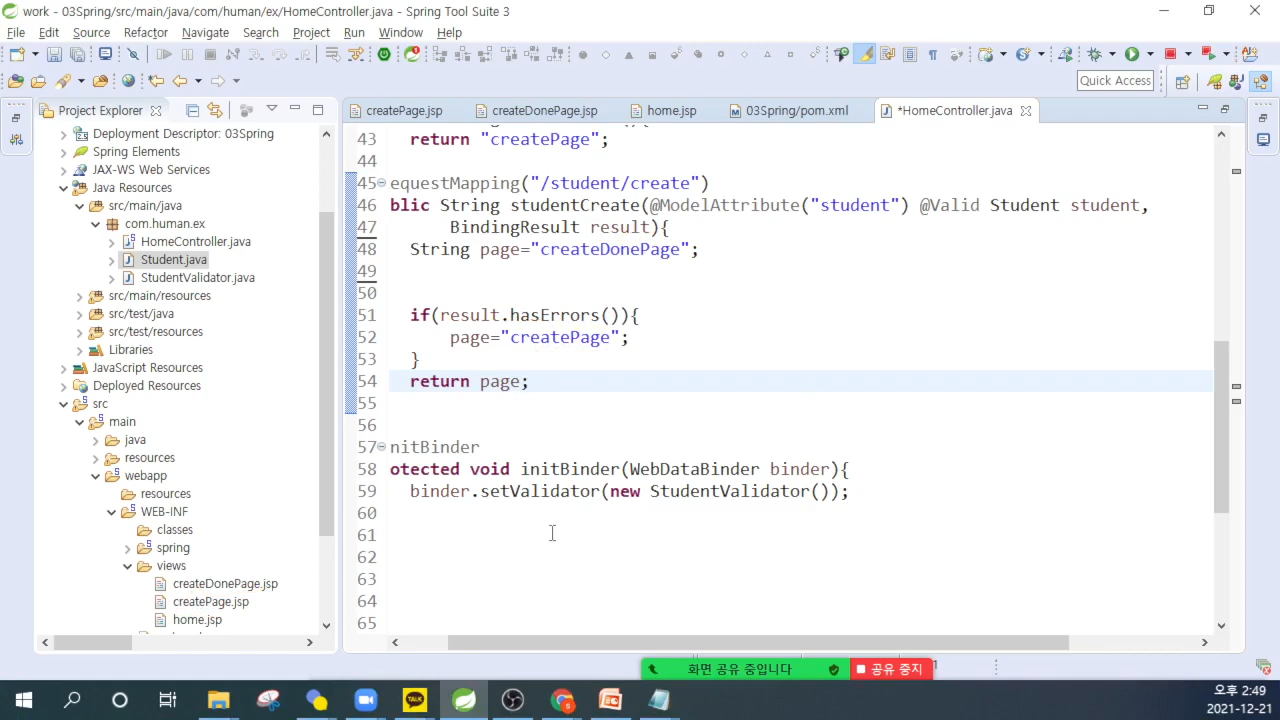 work - 03Spring/src/main/java/com/human/ex/HomeController.java - Spring Tool Suite 3
File Edit Source Refactor Navigate Search Project Run Window Help
Quick Access
Project Explorer
createPage.jsp
createDonePage.jsp
home.jsp
03Spring/pom.xml
*HomeController.java
Deployment Descriptor: 03Spring
Spring Elements
JAX-WS Web Services
Java Resources
src/main/java
com.human.ex
HomeController.java
Student.java
StudentValidator.java
src/main/resources
src/test/java
src/test/resources
Libraries
JavaScript Resources
Deployed Resources
src
main
java
resources
webapp
resources
WEB-INF
classes
spring
views
createDonePage.jsp
createPage.jsp
home.jsp
43 return "createPage";
44
45 equestMapping("/student/create")
46 blic String studentCreate(@ModelAttribute("student") @Valid Student student,
47 BindingResult result){
48 String page="createDonePage";
49
50
51 if(result.hasErrors()){
52 page="createPage";
53 }
54 return page;
55
56
57 nitBinder
58 otected void initBinder(WebDataBinder binder){
59 binder.setValidator(new StudentValidator());
60
61
62
63
64
65
화면 공유 중입니다
공유 중지
TALK
오후 2:49
2021-12-21